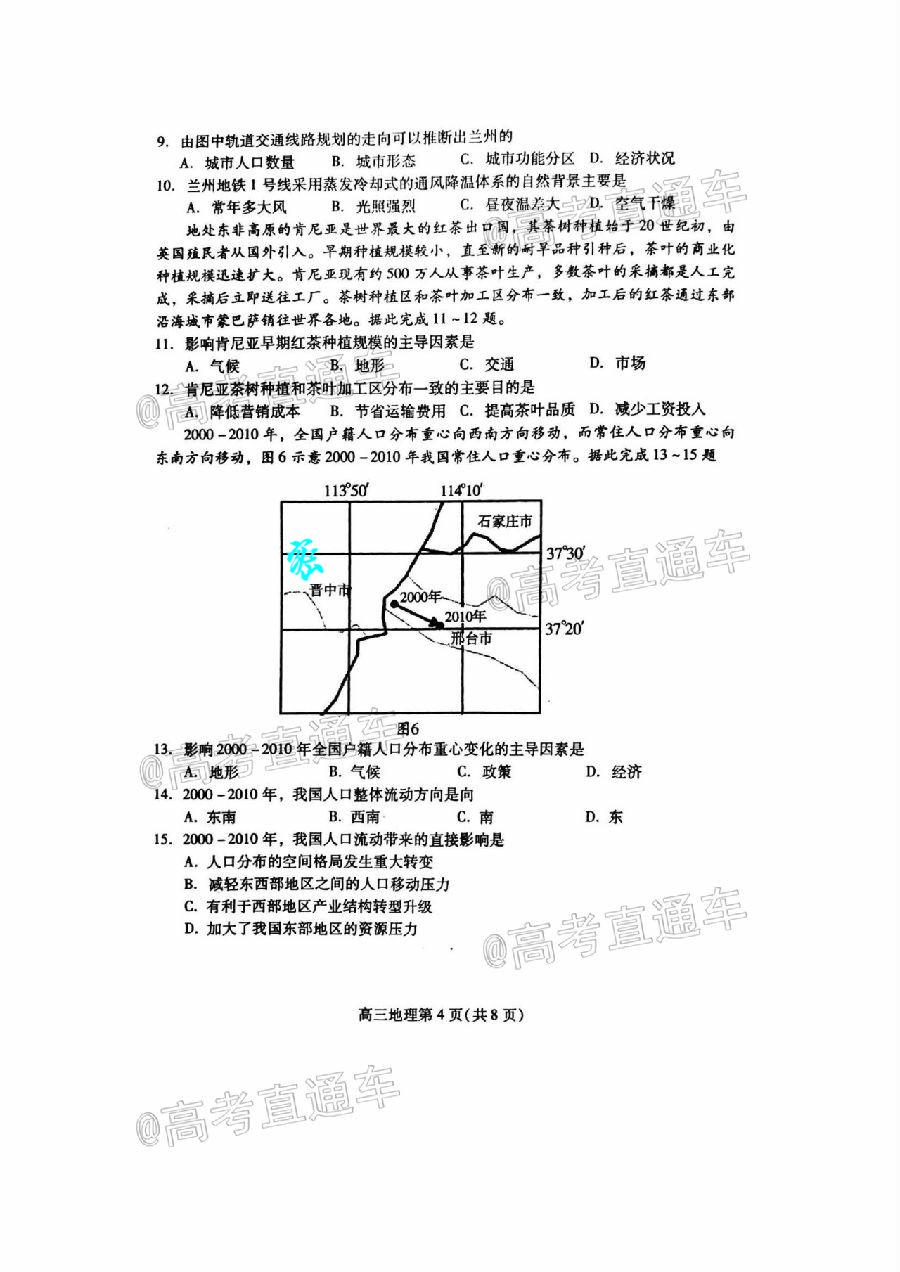 9. 由图中轨道交通线路规划的走向可以推断出兰州的
A. 城市人口数量 B. 城市形态 C. 城市功能分区 D. 经济状况
10. 兰州地铁1号线采用蒸发冷却式的通风降温体系的自然背景主要是
A. 常年多大风 B. 光照强烈 C. 昼夜温差大 D. 空气干燥
地处东非高原的肯尼亚是世界最大的红茶出口国，其茶树种植始于20世纪初，由
英国殖民者从国外引入。早期种植规模较小，直至新的耐旱品种引种后，茶叶的商业化
种植规模迅速扩大。肯尼亚现有约500万人从事茶叶生产，多数茶叶的采摘都是人工完
成，采摘后立即送往工厂。茶树种植区和茶叶加工区分布一致，加工后的红茶通过东部
沿海城市蒙巴萨销往世界各地。据此完成11~12题。
11. 影响肯尼亚早期红茶种植规模的主导因素是
A. 气候 B. 地形 C. 交通 D. 市场
12. 肯尼亚茶树种植和茶叶加工区分布一致的主要目的是
A. 降低营销成本 B. 节省运输费用 C. 提高茶叶品质 D. 减少工资投入
2000-2010年，全国户籍人口分布重心向西南方向移动，而常住人口分布重心向
东南方向移动，图6示意2000-2010年我国常住人口重心分布。据此完成13~15题
113°50′ 114°10′
石家庄市
37°30′
晋中市
2000年
2010年
37°20′
邢台市
图6
13. 影响2000-2010年全国户籍人口分布重心变化的主导因素是
A. 地形 B. 气候 C. 政策 D. 经济
14. 2000-2010年，我国人口整体流动方向是向
A. 东南 B. 西南 C. 南 D. 东
15. 2000-2010年，我国人口流动带来的直接影响是
A. 人口分布的空间格局发生重大转变
B. 减轻东西部地区之间的人口移动压力
C. 有利于西部地区产业结构转型升级
D. 加大了我国东部地区的资源压力
高三地理第4页(共8页)
@高考直通车
@高考直通车
@高考直通车
@高考直通车
@高考直通车
@高考直通车